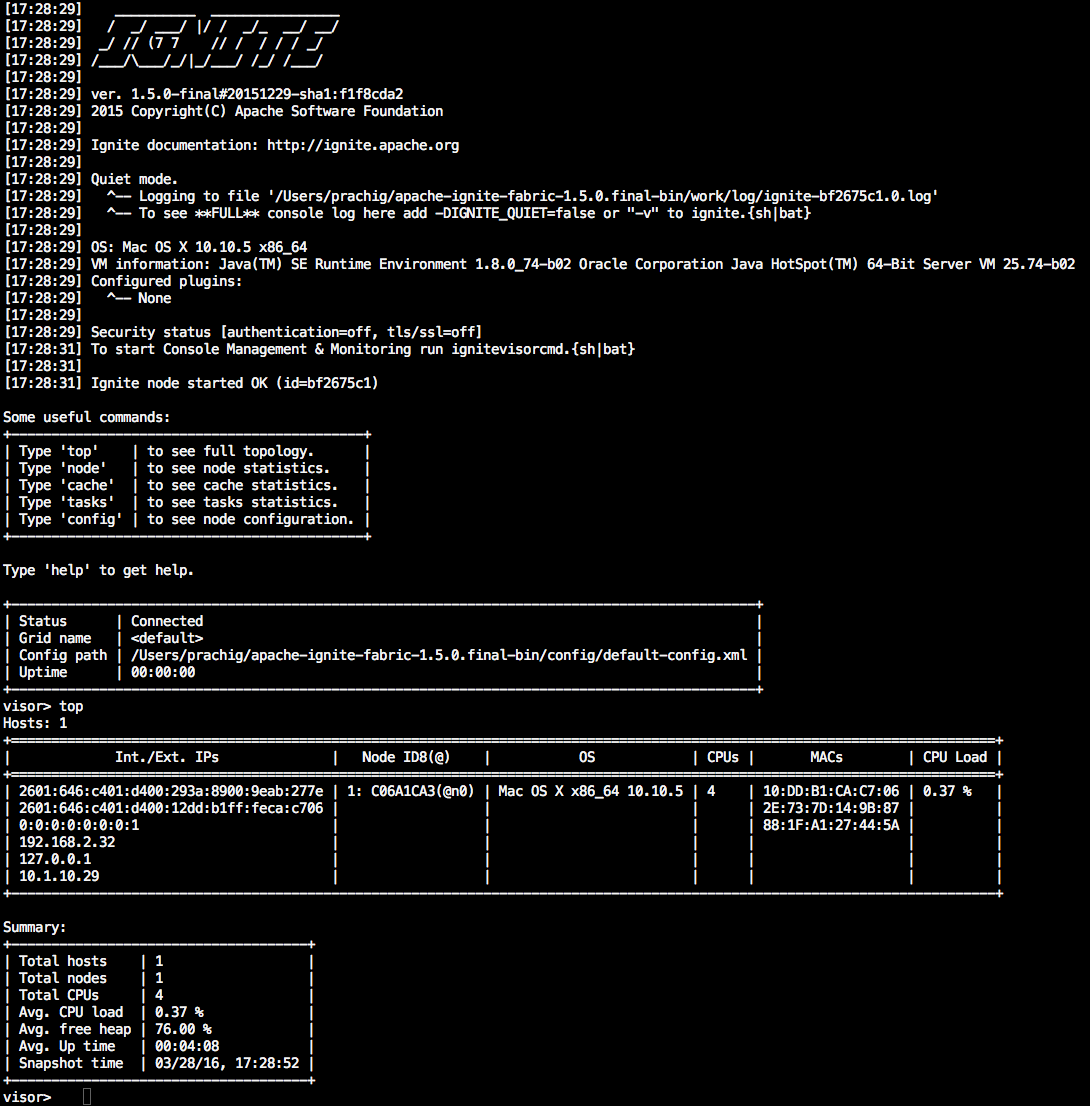 [17:28:29]    __________  ________________
[17:28:29]   /  _/ ___/ |/ /  _/_  __/ __/
[17:28:29]  _/ // (7 7    // /  / / / _/
[17:28:29] /___/\___/_/|_/___/ /_/ /___/
[17:28:29]
[17:28:29] ver. 1.5.0-final#20151229-sha1:f1f8cda2
[17:28:29] 2015 Copyright(C) Apache Software Foundation
[17:28:29]
[17:28:29] Ignite documentation: http://ignite.apache.org
[17:28:29]
[17:28:29] Quiet mode.
[17:28:29]   ^-- Logging to file '/Users/prachig/apache-ignite-fabric-1.5.0.final-bin/work/log/ignite-bf2675c1.0.log'
[17:28:29]   ^-- To see **FULL** console log here add -DIGNITE_QUIET=false or "-v" to ignite.{sh|bat}
[17:28:29]
[17:28:29] OS: Mac OS X 10.10.5 x86_64
[17:28:29] VM information: Java(TM) SE Runtime Environment 1.8.0_74-b02 Oracle Corporation Java HotSpot(TM) 64-Bit Server VM 25.74-b02
[17:28:29] Configured plugins:
[17:28:29]   ^-- None
[17:28:29]
[17:28:29] Security status [authentication=off, tls/ssl=off]
[17:28:31] To start Console Management & Monitoring run ignitevisorcmd.{sh|bat}
[17:28:31]
[17:28:31] Ignite node started OK (id=bf2675c1)
Some useful commands:
| Type 'top'    | to see full topology.      |
| Type 'node'   | to see node statistics.    |
| Type 'cache'  | to see cache statistics.   |
| Type 'tasks'  | to see tasks statistics.   |
| Type 'config' | to see node configuration. |
Type 'help' to get help.
| Status      | Connected |
| Grid name   | <default> |
| Config path | /Users/prachig/apache-ignite-fabric-1.5.0.final-bin/config/default-config.xml |
| Uptime      | 00:00:00 |
visor> top
Hosts: 1
| Int./Ext. IPs | Node ID8(@) | OS | CPUs | MACs | CPU Load |
| 2601:646:c401:d400:293a:8900:9eab:277e | 1: C06A1CA3(@n0) | Mac OS X x86_64 10.10.5 | 4 | 10:DD:B1:CA:C7:06 | 0.37 % |
| 2601:646:c401:d400:12dd:b1ff:feca:c706 | | | | 2E:73:7D:14:9B:87 | |
| 0:0:0:0:0:0:0:1 | | | | 88:1F:A1:27:44:5A | |
| 192.168.2.32 | | | | | |
| 127.0.0.1 | | | | | |
| 10.1.10.29 | | | | | |
Summary:
| Total hosts    | 1 |
| Total nodes    | 1 |
| Total CPUs     | 4 |
| Avg. CPU load  | 0.37 % |
| Avg. free heap | 76.00 % |
| Avg. Up time   | 00:04:08 |
| Snapshot time  | 03/28/16, 17:28:52 |
visor>